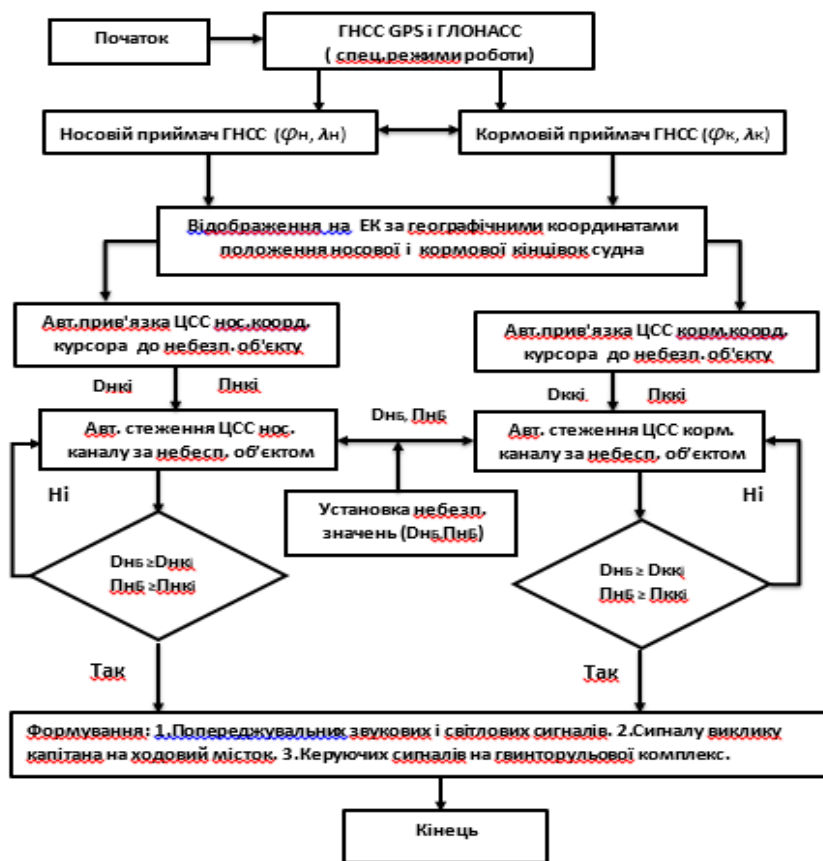 Початок
ГНСС GPS і ГЛОНАСС
( спец.режими роботи)
Носовій приймач ГНСС (φн, λн)
Кормовій приймач ГНСС (φк, λк)
Відображення на ЕК за географічними координатами
положення носової і кормової кінцівок судна
Авт.прив'язка ЦСС нос.коорд.
курсора до небезп. об'єкту
Авт.прив'язка ЦСС корм.коорд.
курсора до небезп. об'єкту
Dнкі Пнкі
Dккі Пккі
Авт. стеження ЦСС нос.
каналу за небесп. об'єктом
Dнб, Пнб
Авт. стеження ЦСС корм.
каналу за небесп. об'єктом
Ні
Ні
Установка небезп.
значень (Dнб,Пнб)
Dнб ≥Dнкі
Пнб ≥Пнкі
Dнб ≥ Dккі
Пнб ≥ Пккі
Так
Так
Формування: 1.Попереджувальних звукових і світлових сигналів. 2.Сигналу виклику
капітана на ходовий місток. 3.Керуючих сигналів на гвинторульової комплекс.
Кінець